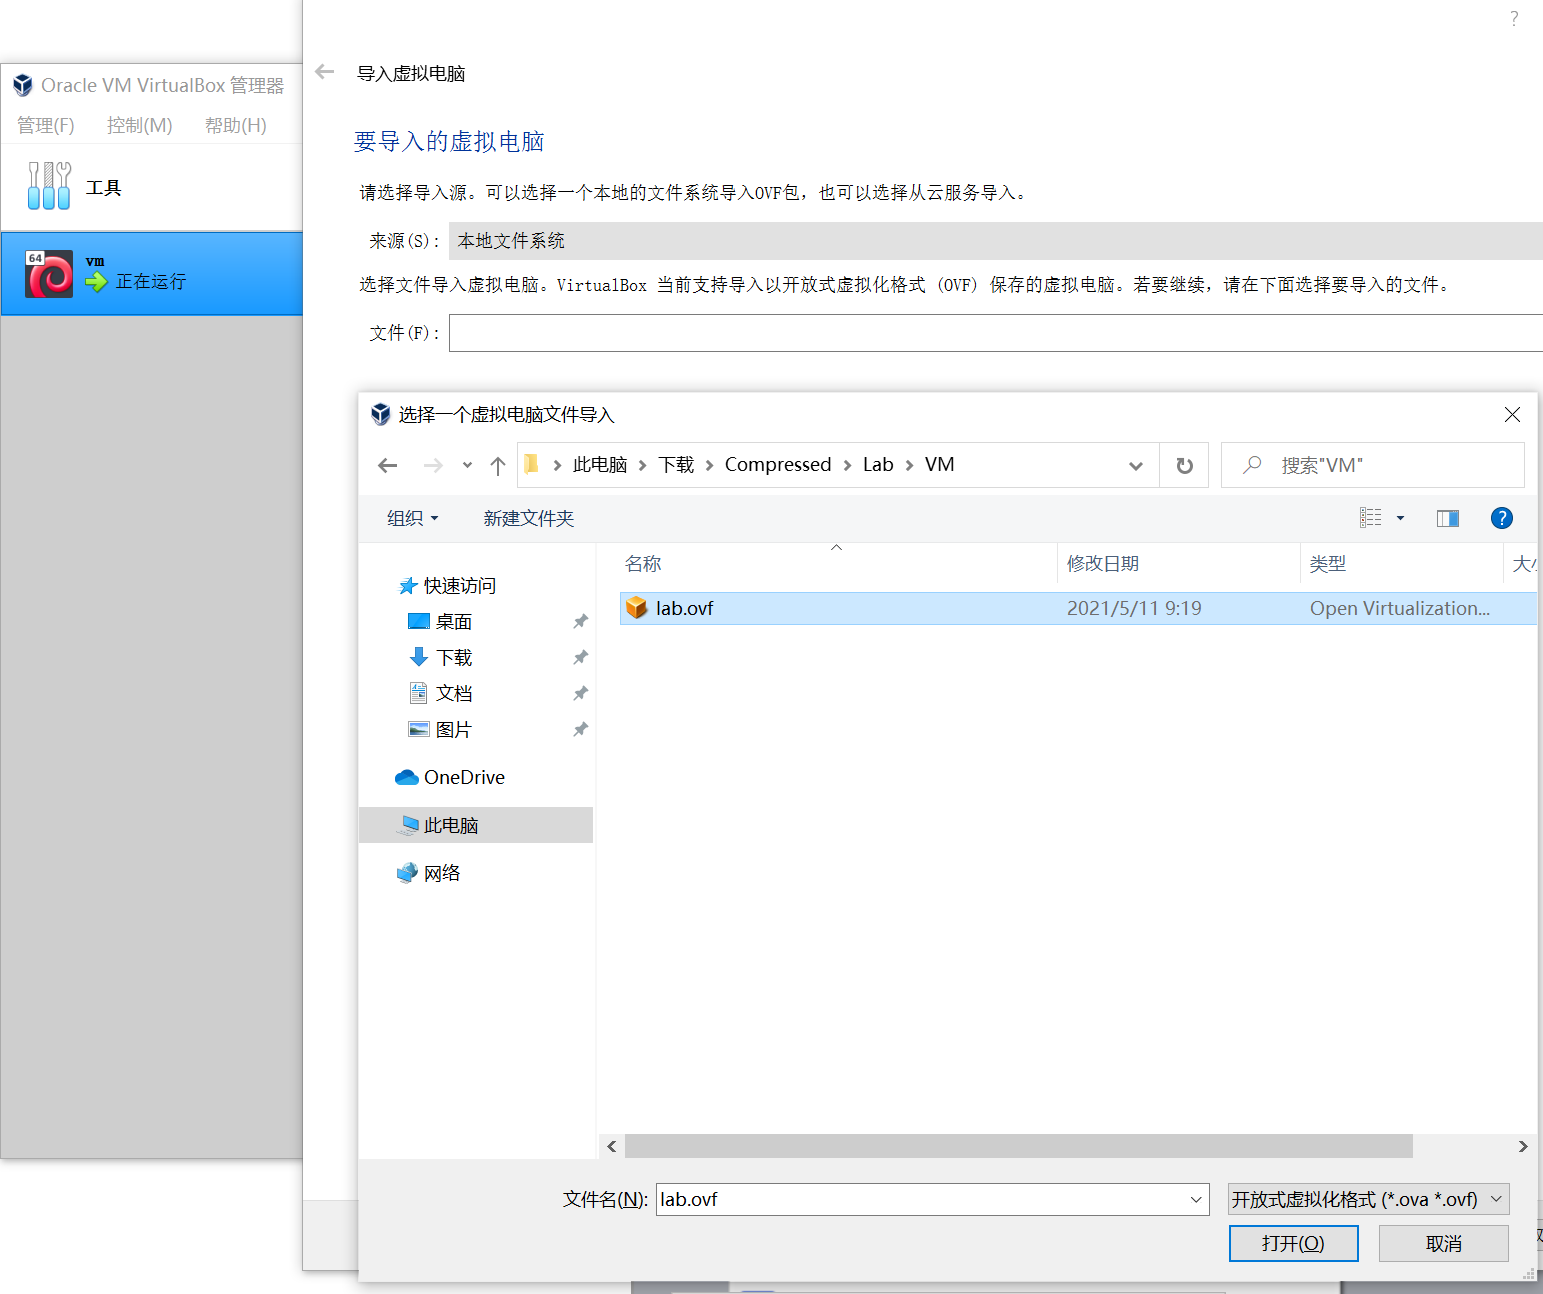 ?
导入虚拟电脑
Oracle VM VirtualBox 管理器
管理(F) 控制(M) 帮助(H)
要导入的虚拟电脑
工具
请选择导入源。可以选择一个本地的文件系统导入OVF包，也可以选择从云服务导入。
来源(S): 本地文件系统
64
vm
正在运行
选择文件导入虚拟电脑。VirtualBox 当前支持导入以开放式虚拟化格式 (OVF) 保存的虚拟电脑。若要继续，请在下面选择要导入的文件。
文件(F):
选择一个虚拟电脑文件导入
此电脑 下载 Compressed Lab VM
搜索"VM"
组织 新建文件夹
?
名称 修改日期 类型
lab.ovf 2021/5/11 9:19 Open Virtualization...
快速访问
桌面
下载
文档
图片
OneDrive
此电脑
网络
文件名(N): lab.ovf 开放式虚拟化格式 (*.ova *.ovf)
打开(O) 取消